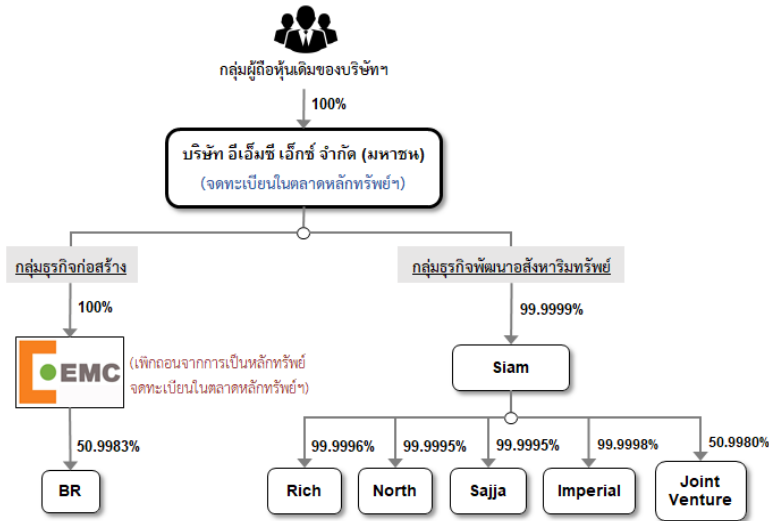 กลุ่มผู้ถือหุ้นเดิมของบริษัทฯ
100%
บริษัท อีเอ็มซี เอ็กซ์ จำกัด (มหาชน)
(จดทะเบียนในตลาดหลักทรัพย์ฯ)
กลุ่มธุรกิจก่อสร้าง
กลุ่มธุรกิจพัฒนาอสังหาริมทรัพย์
100%
99.9999%
EMC
(เพิกถอนจากการเป็นหลักทรัพย์
จดทะเบียนในตลาดหลักทรัพย์ฯ)
Siam
50.9983%
99.9996% 99.9995% 99.9995% 99.9998% 50.9980%
BR
Rich
North
Sajja
Imperial
Joint
Venture